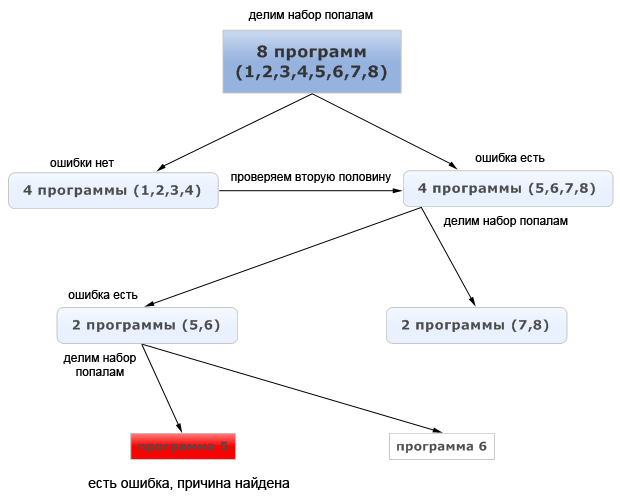 делим набор попалам
8 программ
(1,2,3,4,5,6,7,8)
ошибки нет
проверяем вторую половину
ошибка есть
4 программы (1,2,3,4)
4 программы (5,6,7,8)
делим набор попалам
ошибка есть
2 программы (5,6)
2 программы (7,8)
делим набор
попалам
программа 5
программа 6
есть ошибка, причина найдена